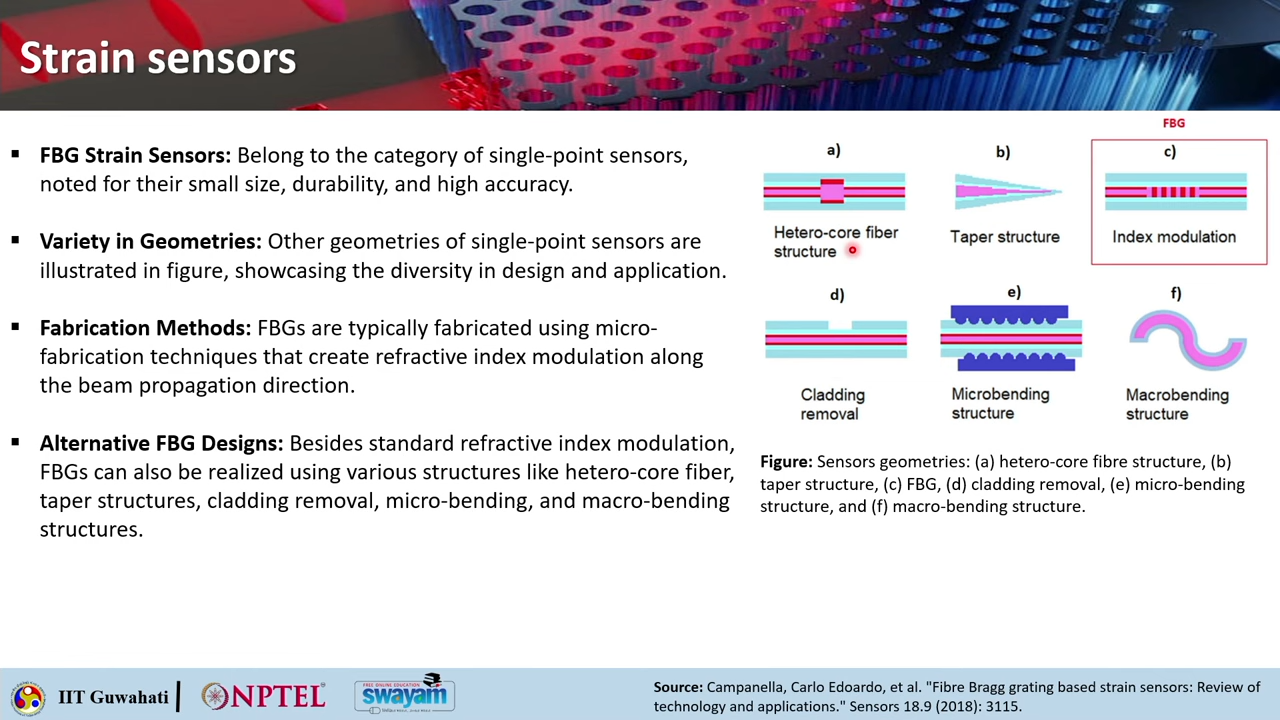 Strain sensors
▪ FBG Strain Sensors: Belong to the category of single-point sensors,
noted for their small size, durability, and high accuracy.
▪ Variety in Geometries: Other geometries of single-point sensors are
illustrated in figure, showcasing the diversity in design and application.
▪ Fabrication Methods: FBGs are typically fabricated using micro-
fabrication techniques that create refractive index modulation along
the beam propagation direction.
▪ Alternative FBG Designs: Besides standard refractive index modulation,
FBGs can also be realized using various structures like hetero-core fiber,
taper structures, cladding removal, micro-bending, and macro-bending
structures.
FBG
a)
b)
c)
Hetero-core fiber
structure
Taper structure
Index modulation
d)
e)
f)
Cladding
removal
Microbending
structure
Macrobending
structure
Figure: Sensors geometries: (a) hetero-core fibre structure, (b)
taper structure, (c) FBG, (d) cladding removal, (e) micro-bending
structure, and (f) macro-bending structure.
IIT Guwahati
NPTEL
FREE ONLINE EDUCATION
swayam
Source: Campanella, Carlo Edoardo, et al. "Fibre Bragg grating based strain sensors: Review of
technology and applications." Sensors 18.9 (2018): 3115.